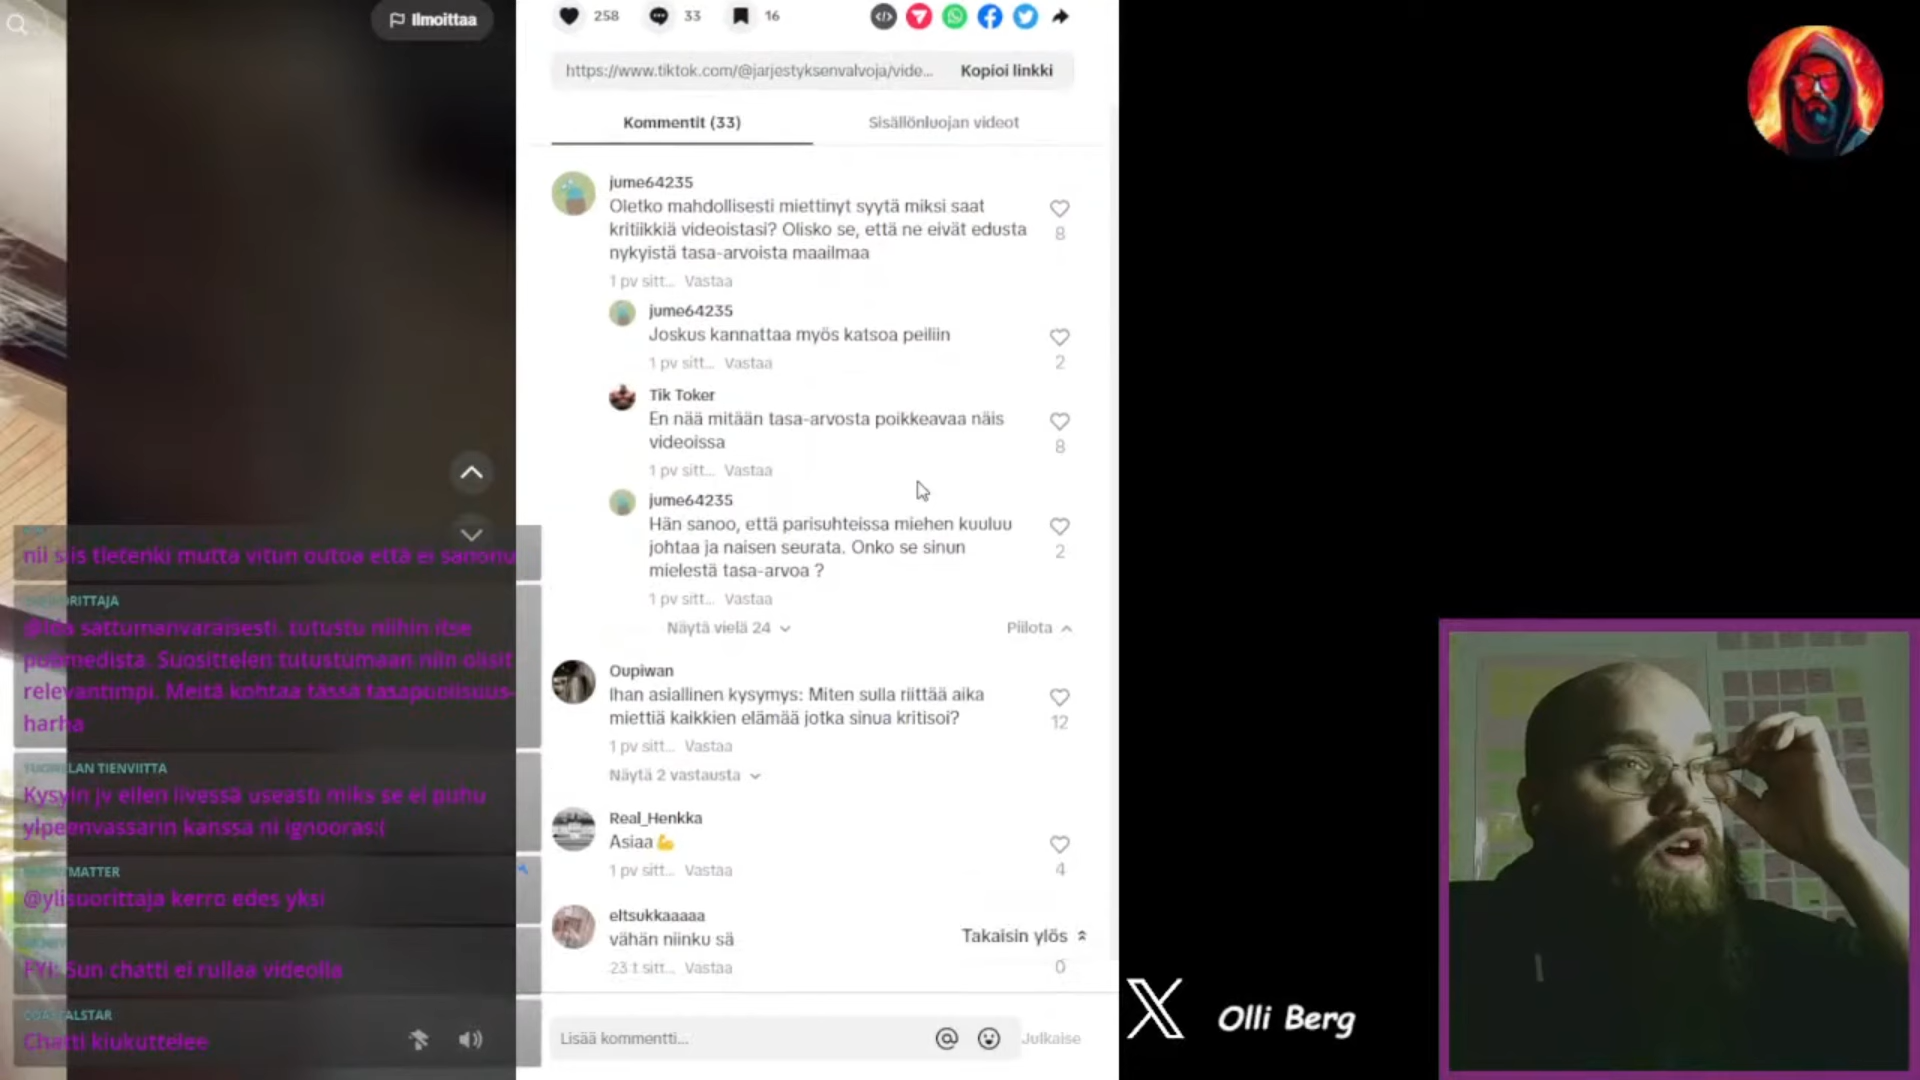 Ilmoittaa
258
33
16
https://www.tiktok.com/@jarjestyksenvalvoja/vide...
Kopioi linkki
Kommentit (33)
Sisällönluojan videot
jume64235
Oletko mahdollisesti miettinyt syytä miksi saat
kritiikkiä videoistasi? Olisko se, että ne eivät edusta
nykyistä tasa-arvoista maailmaa
8
1 pv sitt... Vastaa
jume64235
Joskus kannattaa myös katsoa peiliin
2
1 pv sitt... Vastaa
Tik Toker
En nää mitään tasa-arvosta poikkeavaa näis
videoissa
8
1 pv sitt... Vastaa
jume64235
Hän sanoo, että parisuhteissa miehen kuuluu
johtaa ja naisen seurata. Onko se sinun
mielestä tasa-arvoa ?
2
1 pv sitt... Vastaa
Näytä vielä 24
Piilota
Oupiwan
Ihan asiallinen kysymys: Miten sulla riittää aika
miettiä kaikkien elämää jotka sinua kritisoi?
12
1 pv sitt... Vastaa
Näytä 2 vastausta
Real_Henkka
Asiaa💪
4
1 pv sitt... Vastaa
eltsukkaaaaa
vähän niinku sä
Takaisin ylös
0
23 t sitt... Vastaa
Lisää kommentti...
Julkaise
nii siis tietenki mutta vitun outoa että ei sanonu
sattumanvaraisesti. tutustu niihin itse
Suosittelen tutustumaan niin olisit
relevantimpi. Meitä kohtaa tässä tasapuolisuus-
harha
TIENVIITTA
Kysyin jv ellen livessä useasti miks se ei puhu
ylpeenvassarin kanssa ni ignooras:(
MATTER
@ylisuorittaja kerro edes yksi
FYI: Sun chatti ei rullaa videolla
Chatti kiukuttelee
X Olli Berg